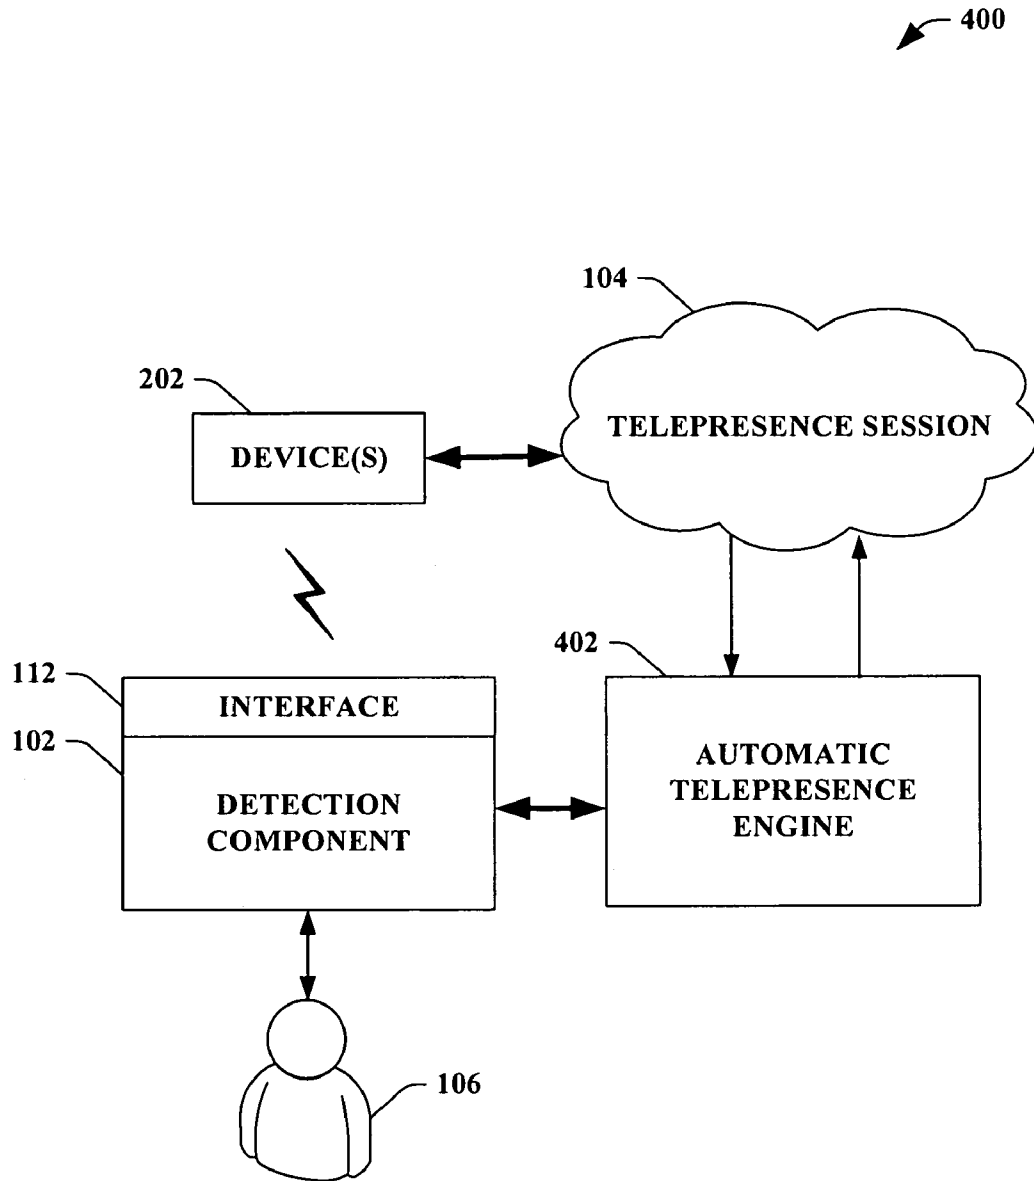 400
104
TELEPRESENCE SESSION
202
DEVICE(S)
402
112
INTERFACE
102
DETECTION
COMPONENT
AUTOMATIC
TELEPRESENCE
ENGINE
106